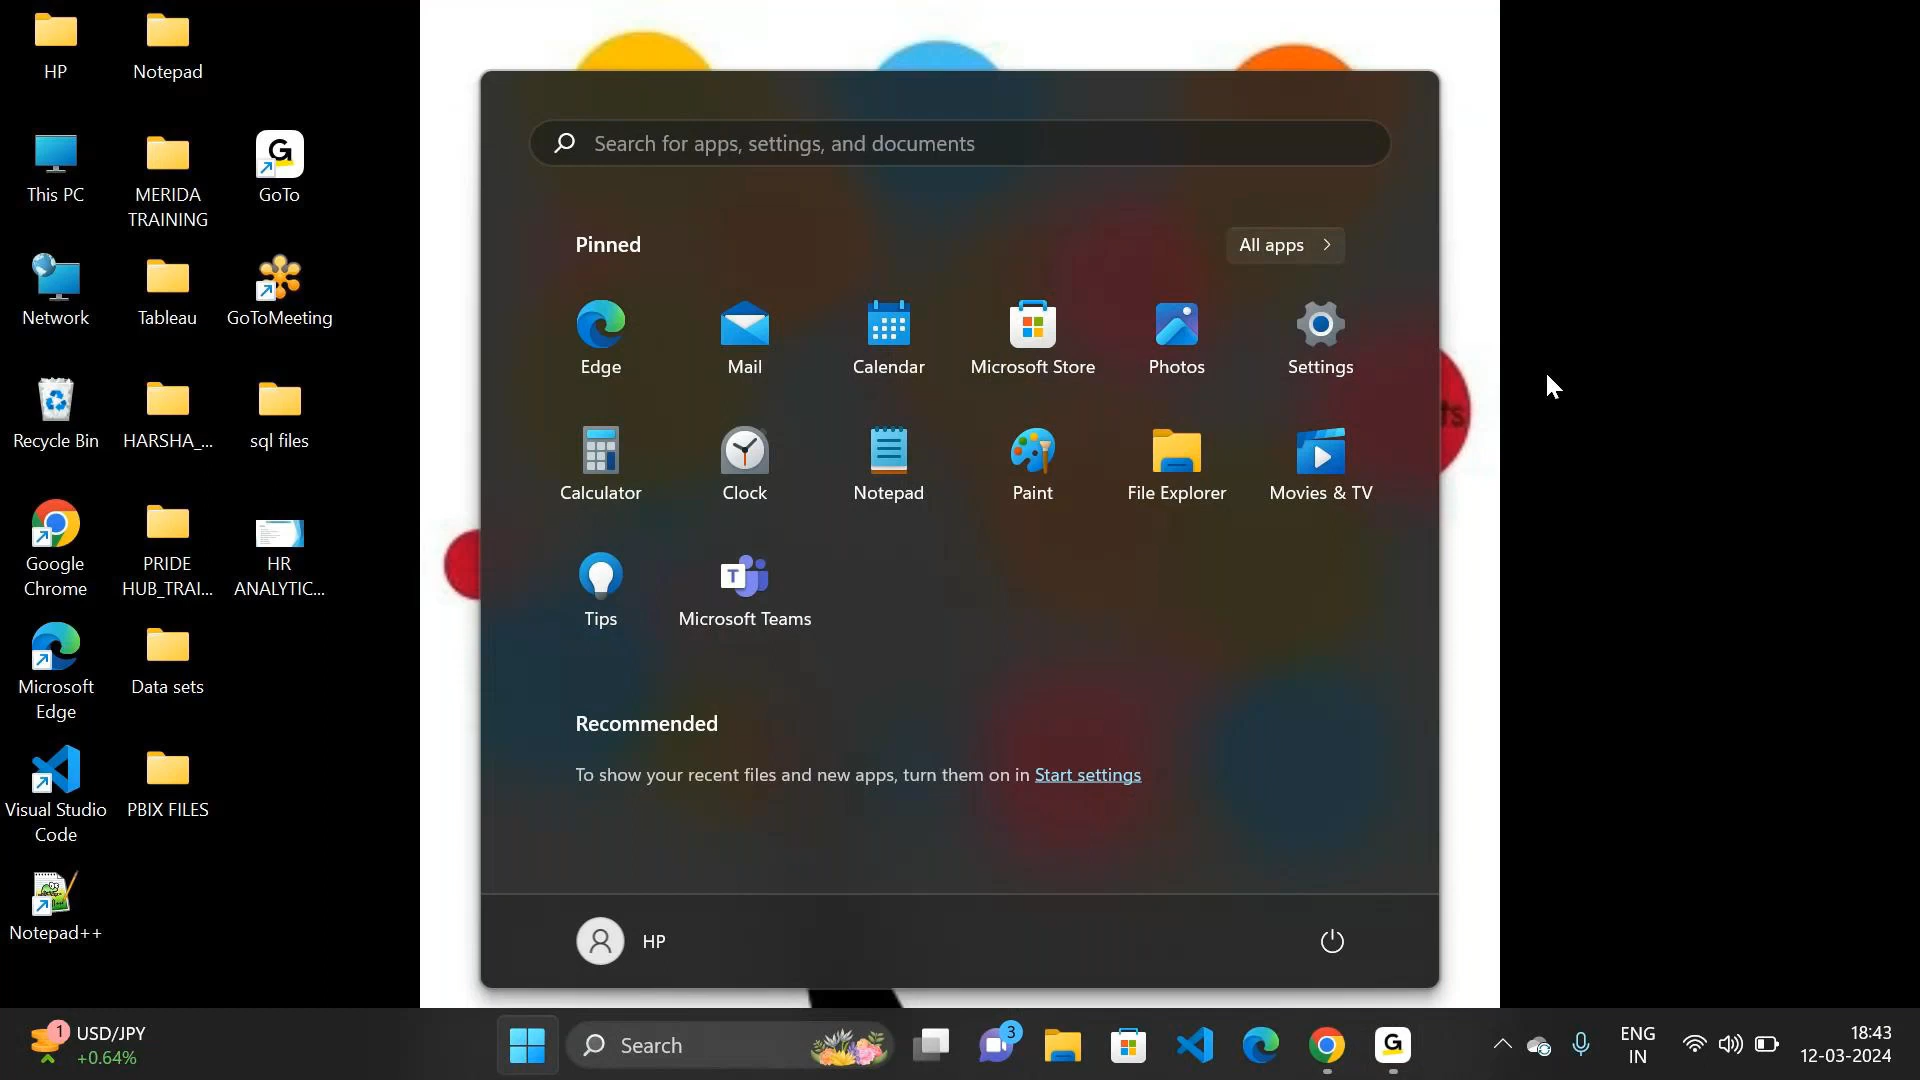 HP
Notepad
This PC
MERIDA
TRAINING
GoTo
Network
Tableau
GoToMeeting
Recycle Bin
HARSHA_...
sql files
Google
Chrome
PRIDE
HUB_TRAI...
HR
ANALYTIC...
Microsoft
Edge
Data sets
Visual Studio
Code
PBIX FILES
Notepad++
Search for apps, settings, and documents
Pinned
All apps
Edge
Mail
Calendar
Microsoft Store
Photos
Settings
Calculator
Clock
Notepad
Paint
File Explorer
Movies & TV
Tips
Microsoft Teams
Recommended
To show your recent files and new apps, turn them on in Start settings
HP
1
USD/JPY
+0.64%
Search
3
ENG
IN
18:43
12-03-2024